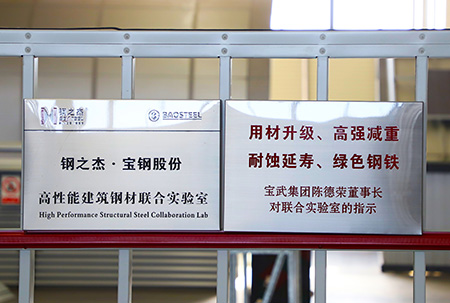 钢之杰
BAOSTEEL
钢之杰·宝钢股份
高性能建筑钢材联合实验室
High Performance Structural Steel Collaboration Lab
用材升级、高强减重
耐蚀延寿、绿色钢铁
宝武集团陈德荣董事长
对联合实验室的指示